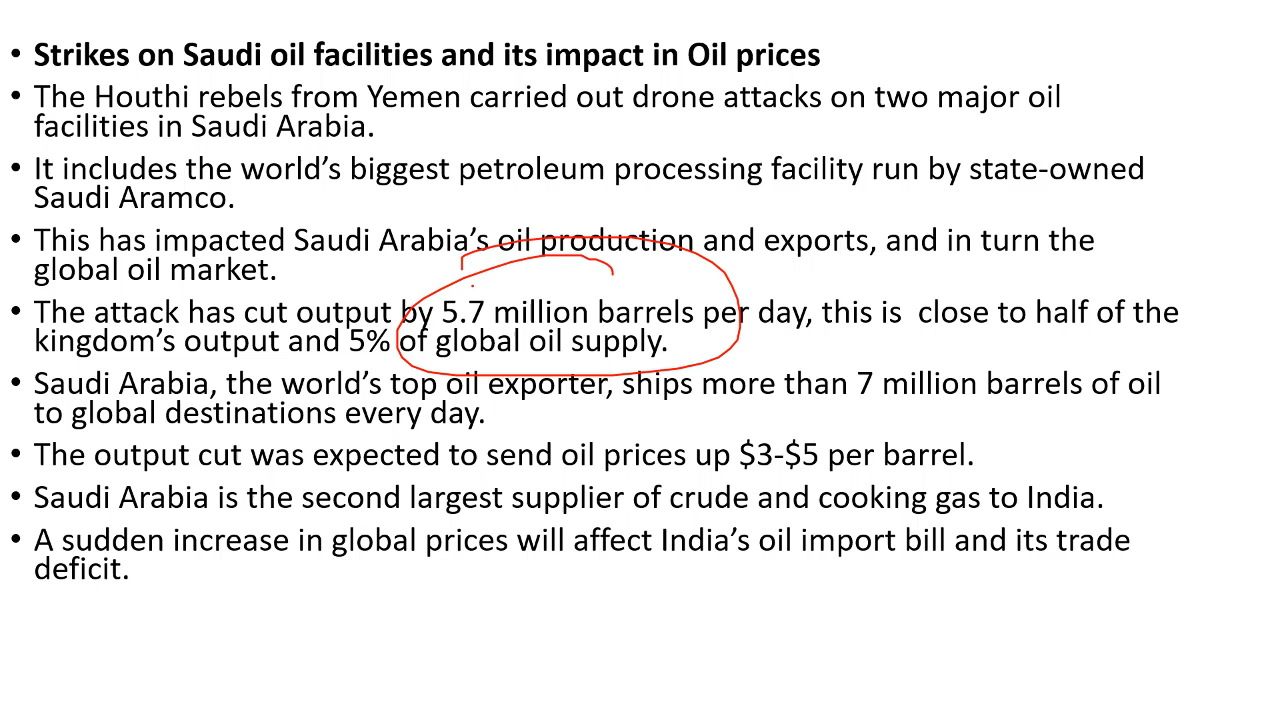 • Strikes on Saudi oil facilities and its impact in Oil prices
• The Houthi rebels from Yemen carried out drone attacks on two major oil
facilities in Saudi Arabia.
• It includes the world’s biggest petroleum processing facility run by state-owned
Saudi Aramco.
• This has impacted Saudi Arabia’s oil production and exports, and in turn the
global oil market.
• The attack has cut output by 5.7 million barrels per day, this is  close to half of the
kingdom’s output and 5% of global oil supply.
• Saudi Arabia, the world’s top oil exporter, ships more than 7 million barrels of oil
to global destinations every day.
• The output cut was expected to send oil prices up $3-$5 per barrel.
• Saudi Arabia is the second largest supplier of crude and cooking gas to India.
• A sudden increase in global prices will affect India’s oil import bill and its trade
deficit.